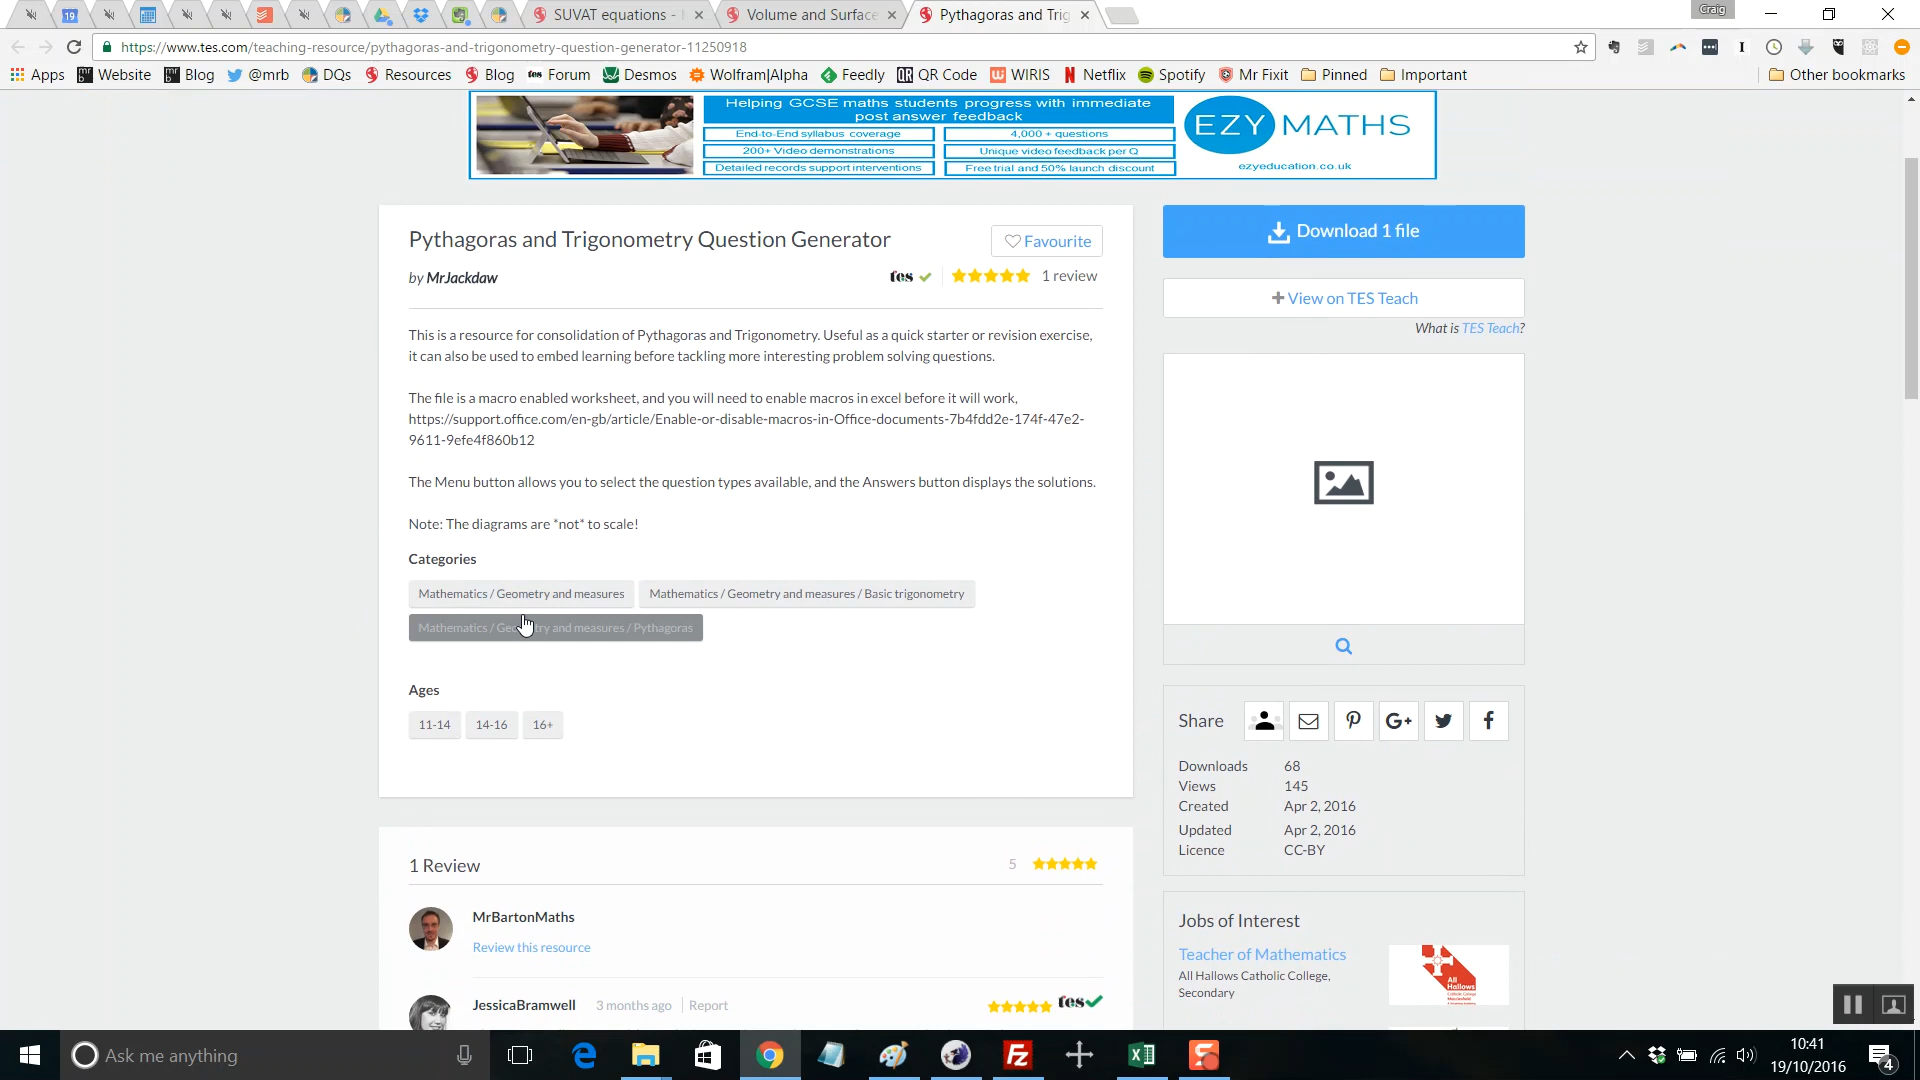 19
SUVAT equations -
Volume and Surface
Pythagoras and Trig
Craig
https://www.tes.com/teaching-resource/pythagoras-and-trigonometry-question-generator-11250918
Apps
Website
Blog
@mrb
DQs
Resources
Blog
Forum
Desmos
Wolfram|Alpha
Feedly
QR Code
WIRIS
Netflix
Spotify
Mr Fixit
Pinned
Important
Other bookmarks
Helping GCSE maths students progress with immediate
post answer feedback
End-to-End syllabus coverage
4,000 + questions
200+ Video demonstrations
Unique video feedback per Q
Detailed records support interventions
Free trial and 50% launch discount
EZY MATHS
ezyeducation.co.uk
Pythagoras and Trigonometry Question Generator
Favourite
by MrJackdaw
tes
1 review
This is a resource for consolidation of Pythagoras and Trigonometry. Useful as a quick starter or revision exercise,
it can also be used to embed learning before tackling more interesting problem solving questions.
The file is a macro enabled worksheet, and you will need to enable macros in excel before it will work,
https://support.office.com/en-gb/article/Enable-or-disable-macros-in-Office-documents-7b4fdd2e-174f-47e2-
9611-9efe4f860b12
The Menu button allows you to select the question types available, and the Answers button displays the solutions.
Note: The diagrams are *not* to scale!
Categories
Mathematics / Geometry and measures
Mathematics / Geometry and measures / Basic trigonometry
Mathematics / Geometry and measures / Pythagoras
Ages
11-14
14-16
16+
Download 1 file
+ View on TES Teach
What is TES Teach?
Share
Downloads 68
Views 145
Created Apr 2, 2016
Updated Apr 2, 2016
Licence CC-BY
1 Review
5
MrBartonMaths
Review this resource
JessicaBramwell
3 months ago
Report
tes
Jobs of Interest
Teacher of Mathematics
All Hallows Catholic College,
Secondary
All
Hallows
Ask me anything
10:41
19/10/2016
4